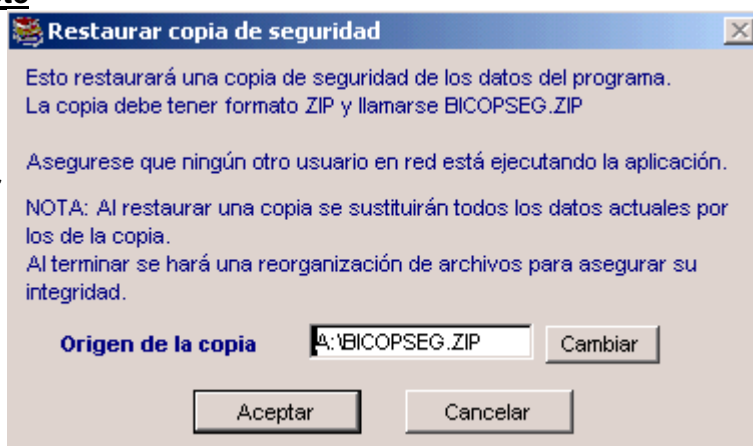 to
Restaurar copia de seguridad
Esto restaurará una copia de seguridad de los datos del programa.
La copia debe tener formato ZIP y llamarse BICOPSEG.ZIP
Asegurese que ningún otro usuario en red está ejecutando la aplicación.
NOTA: Al restaurar una copia se sustituirán todos los datos actuales por
los de la copia.
Al terminar se hará una reorganización de archivos para asegurar su
integridad.
Origen de la copia A:\BICOPSEG.ZIP Cambiar
Aceptar Cancelar